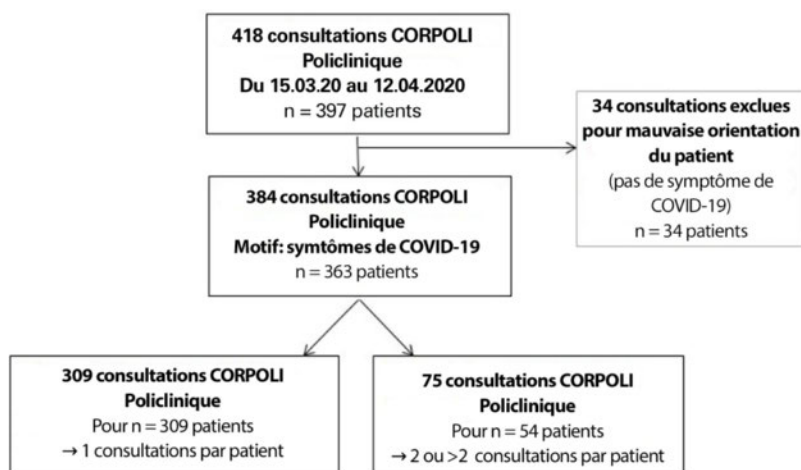 418 consultations CORPOLI
Policlinique
Du 15.03.20 au 12.04.2020
n = 397 patients
34 consultations exclues
pour mauvaise orientation
du patient
(pas de symptôme de
COVID-19)
n = 34 patients
384 consultations CORPOLI
Policlinique
Motif: symtômes de COVID-19
n = 363 patients
309 consultations CORPOLI
Policlinique
Pour n = 309 patients
→ 1 consultations par patient
75 consultations CORPOLI
Policlinique
Pour n = 54 patients
→ 2 ou >2 consultations par patient